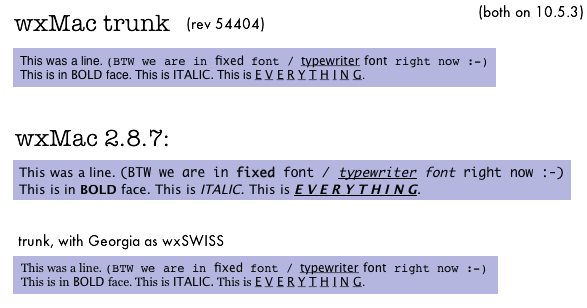 wxMac trunk (rev 54404)
(both on 10.5.3)
This was a line. (BTW we are in fixed font / typewriter font right now :-)
This is in BOLD face. This is ITALIC. This is E V E R Y T H I N G.
wxMac 2.8.7:
This was a line. (BTW we are in fixed font / typewriter font right now :-)
This is in BOLD face. This is ITALIC. This is E V E R Y T H I N G.
trunk, with Georgia as wxSWISS
This was a line. (BTW we are in fixed font / typewriter font right now :-)
This is in BOLD face. This is ITALIC. This is E V E R Y T H I N G.